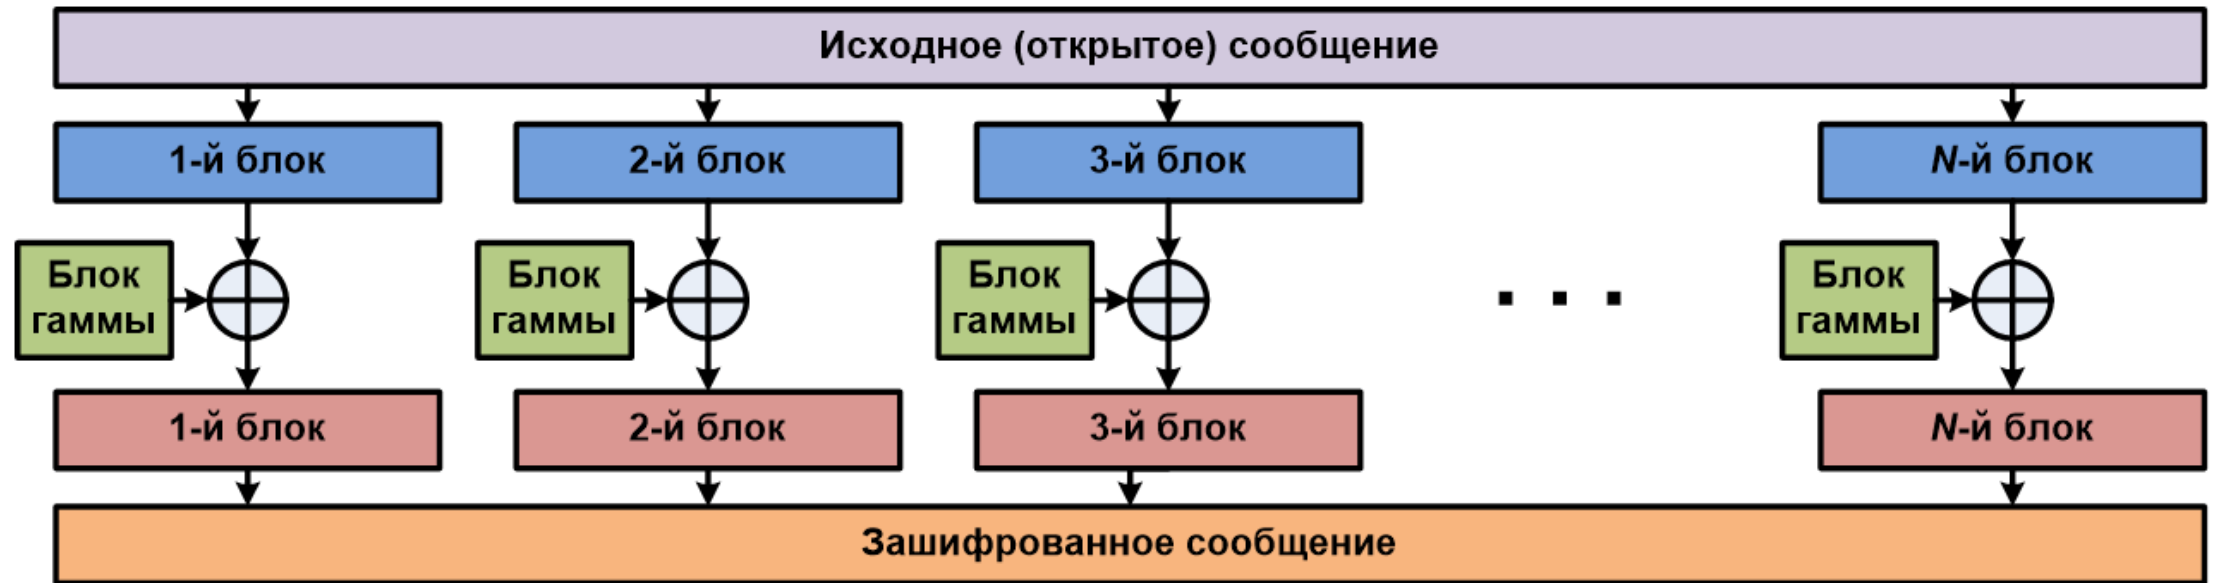 Исходное (открытое) сообщение
1-й блок
2-й блок
3-й блок
N-й блок
Блок
гаммы
Блок
гаммы
Блок
гаммы
. . .
Блок
гаммы
1-й блок
2-й блок
3-й блок
N-й блок
Зашифрованное сообщение